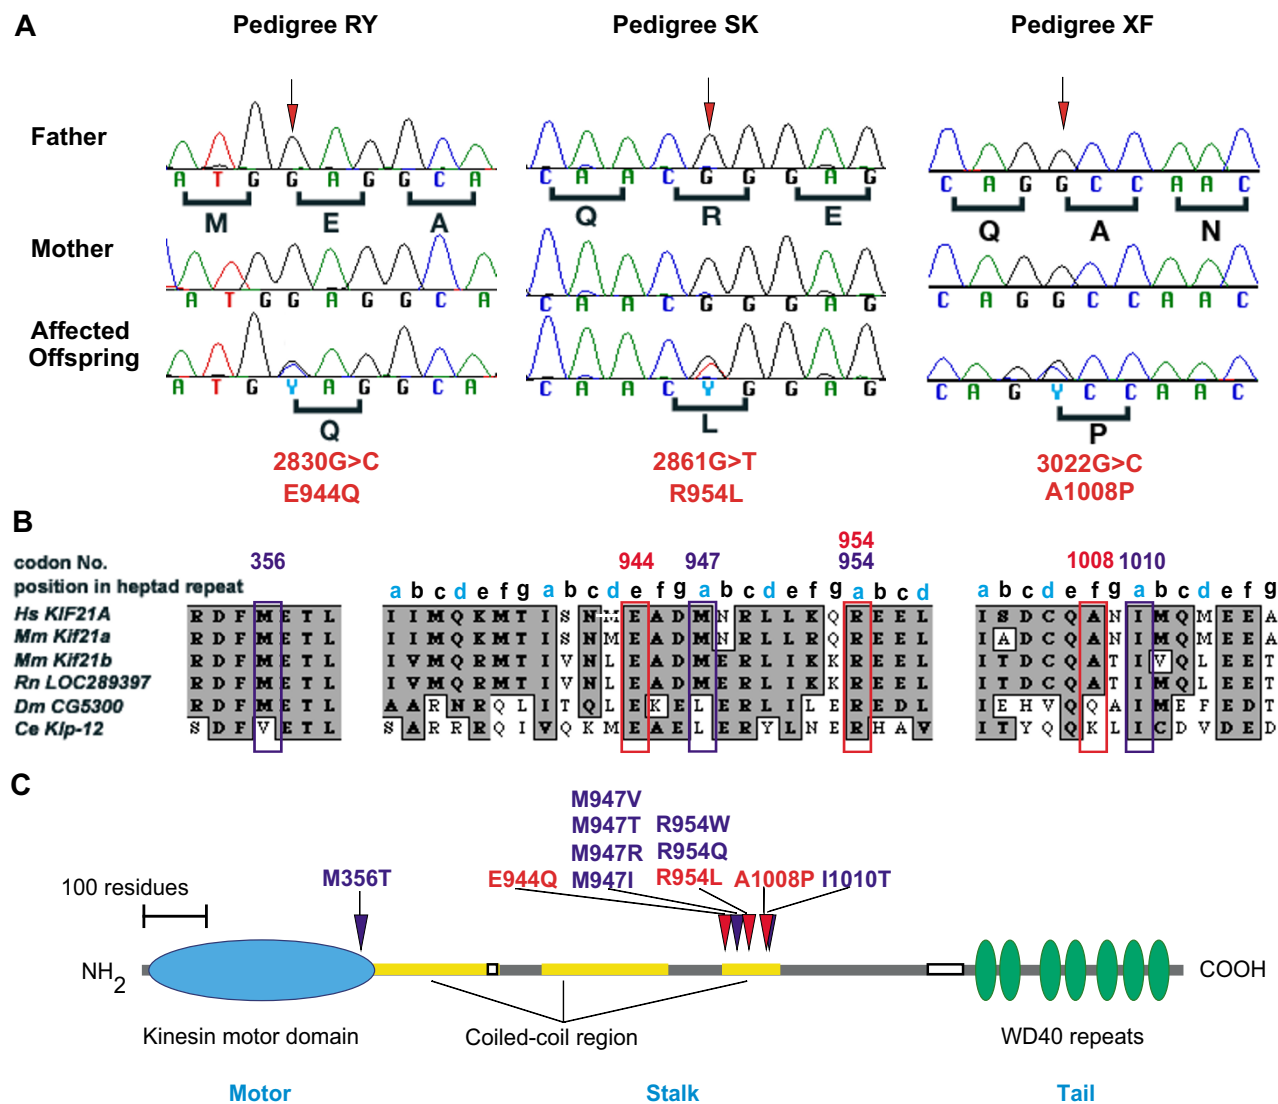 A
Pedigree RY
Pedigree SK
Pedigree XF
Father
A T G G A G G C A
C A A C G G G A G
C A G G C C A A C
M E A
Q R E
Q A N
Mother
A T G G A G G C A
C A A C G G G A G
C A G G C C A A C
Affected
Offspring
A T G Y A G G C A
C A A C Y G G A G
C A G Y C C A A C
Q
L
P
2830G>C
E944Q
2861G>T
R954L
3022G>C
A1008P
B
codon No.
356
944
947
954
954
1008
1010
position in heptad repeat
a b c d e f g a b c d e f g a b c d e f g a b c d
a b c d e f g a b c d e f g
Hs KIF21A
R D F M E T L
I I M Q K M T I S N M E A D M N R L L K Q R E E L
I S D C Q A N I M Q M E E A
Mm Kif21a
R D F M E T L
I I M Q K M T I S N M E A D M N R L L R Q R E E L
I A D C Q A N I M Q M E E A
Mm Kif21b
R D F M E T L
I V M Q R M T I V N L E A D M E R L I K K R E E L
I T D C Q A T I V Q L E E T
Rn LOC289397
R D F M E T L
I V M Q R M T I V N L E A D M E R L I K K R E E L
I T D C Q A T I M Q L E E T
Dm CG5300
R D F M E T L
A A R N R Q L I T Q L E K E L E R L I E R R E D L
I E H V Q Q A I M E F E D T
Ce Klp-12
S D F V E T L
S A R R R Q I V Q K M E A E L E R Y L N E R H A V
I T Y Q Q K L I C D V D E D
C
M947V
M947T
R954W
M947R
R954Q
M356T
E944Q
M947I
R954L
A1008P
I1010T
100 residues
NH2
COOH
Kinesin motor domain
Coiled-coil region
WD40 repeats
Motor
Stalk
Tail